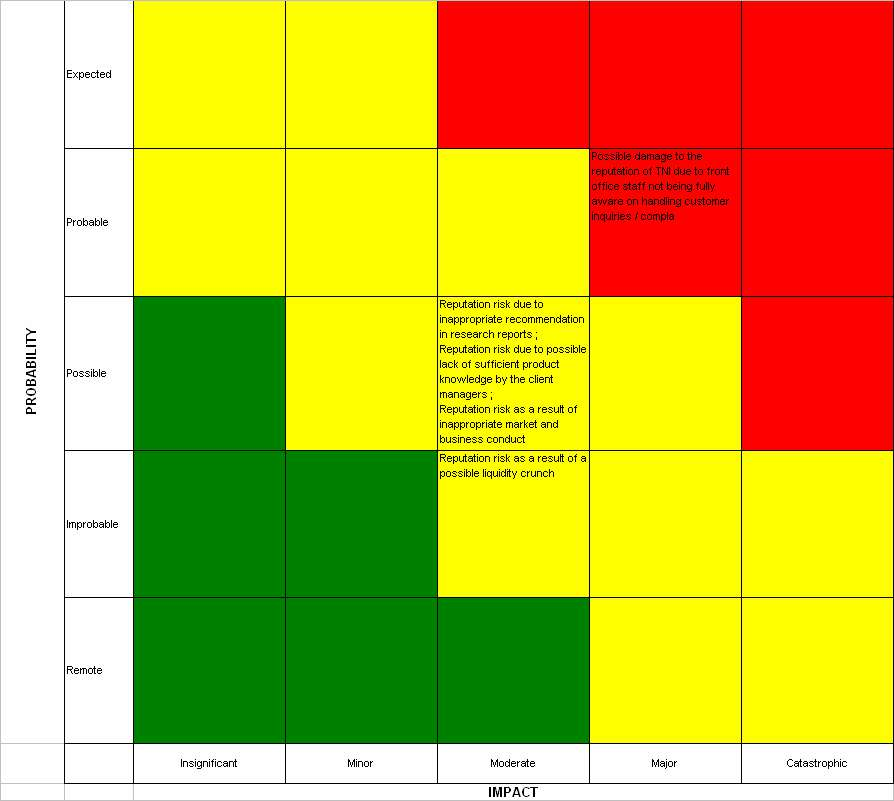 Expected
Possible damage to the
reputation of TNI due to front
office staff not being fully
aware on handling customer
inquiries / compla
Probable
Reputation risk due to
inappropriate recommendation
in research reports ;
Reputation risk due to possible
lack of sufficient product
knowledge by the client
managers ;
Reputation risk as a result of
inappropriate market and
business conduct
Possible
PROBABILITY
Reputation risk as a result of a
possible liquidity crunch
Improbable
Remote
Insignificant
Minor
Moderate
Major
Catastrophic
IMPACT